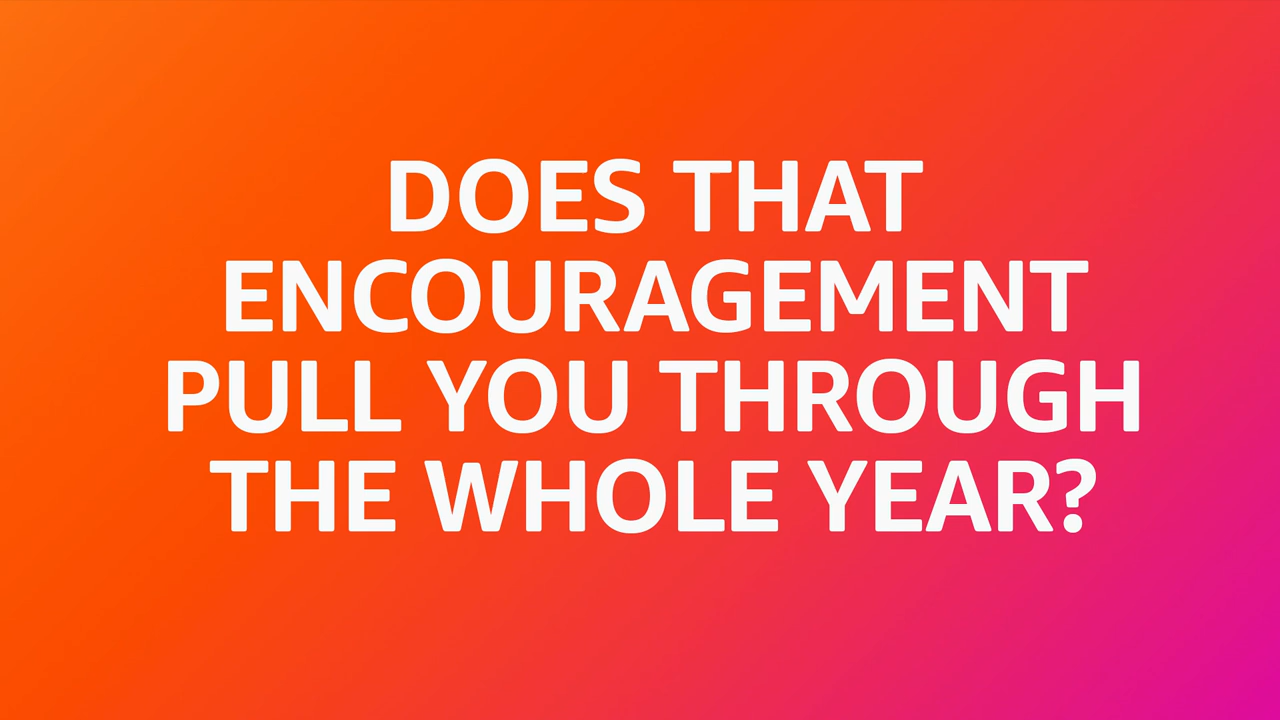 DOES THAT
ENCOURAGEMENT
PULL YOU THROUGH
THE WHOLE YEAR?